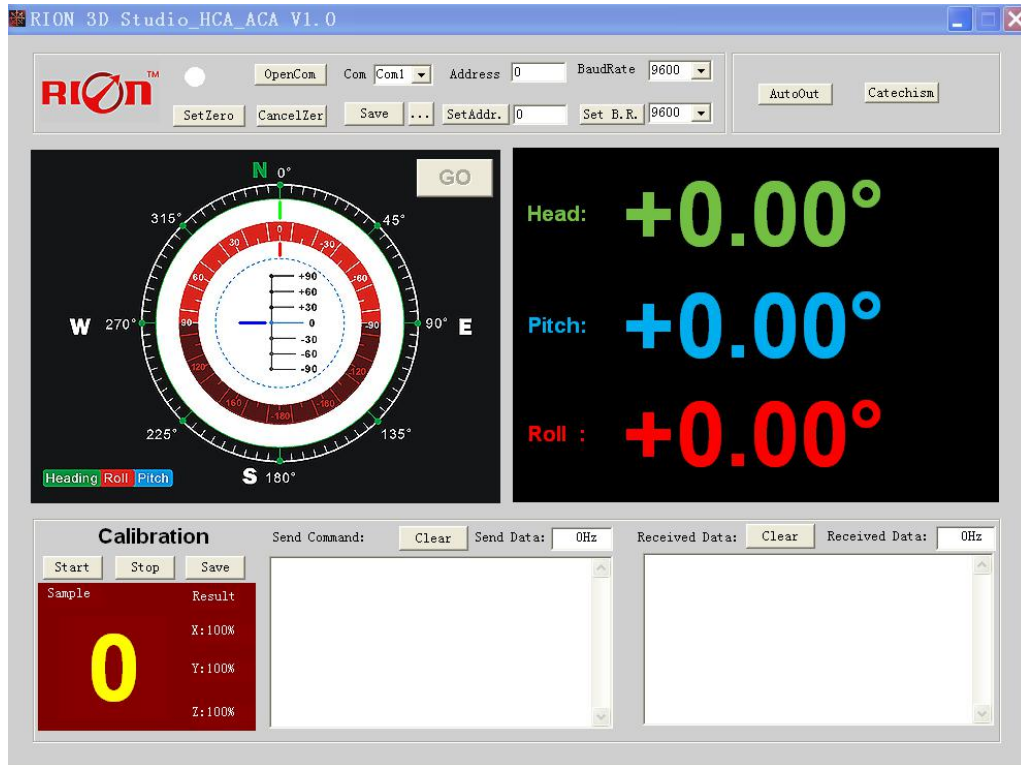 RION 3D Studio_HCA_ACA V1.0
RION™
OpenCom Com Com1 Address 0 BaudRate 9600
SetZero CancelZer Save ... SetAddr. 0 Set B.R. 9600
AutoOut Catechism
GO
N 0°
45°
90° E
135°
S 180°
225°
W 270°
315°
0
30 -30
60 -60
90 -90
120 -120
160 -160
-180
+90
+60
+30
0
-30
-60
-90
Heading Roll Pitch
Head: +0.00°
Pitch: +0.00°
Roll : +0.00°
Calibration
Start Stop Save
Sample Result
0
X:100%
Y:100%
Z:100%
Send Command: Clear Send Data: 0Hz
Received Data: Clear Received Data: 0Hz